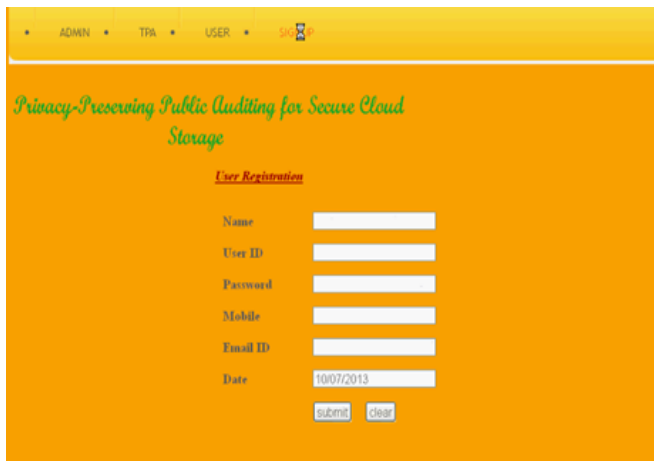 • ADMIN • TPA • USER • SIGNUP
Privacy-Preserving Public Auditing for Secure Cloud
Storage
User Registration
Name
User ID
Password
Mobile
Email ID
Date 10/07/2013
submit clear